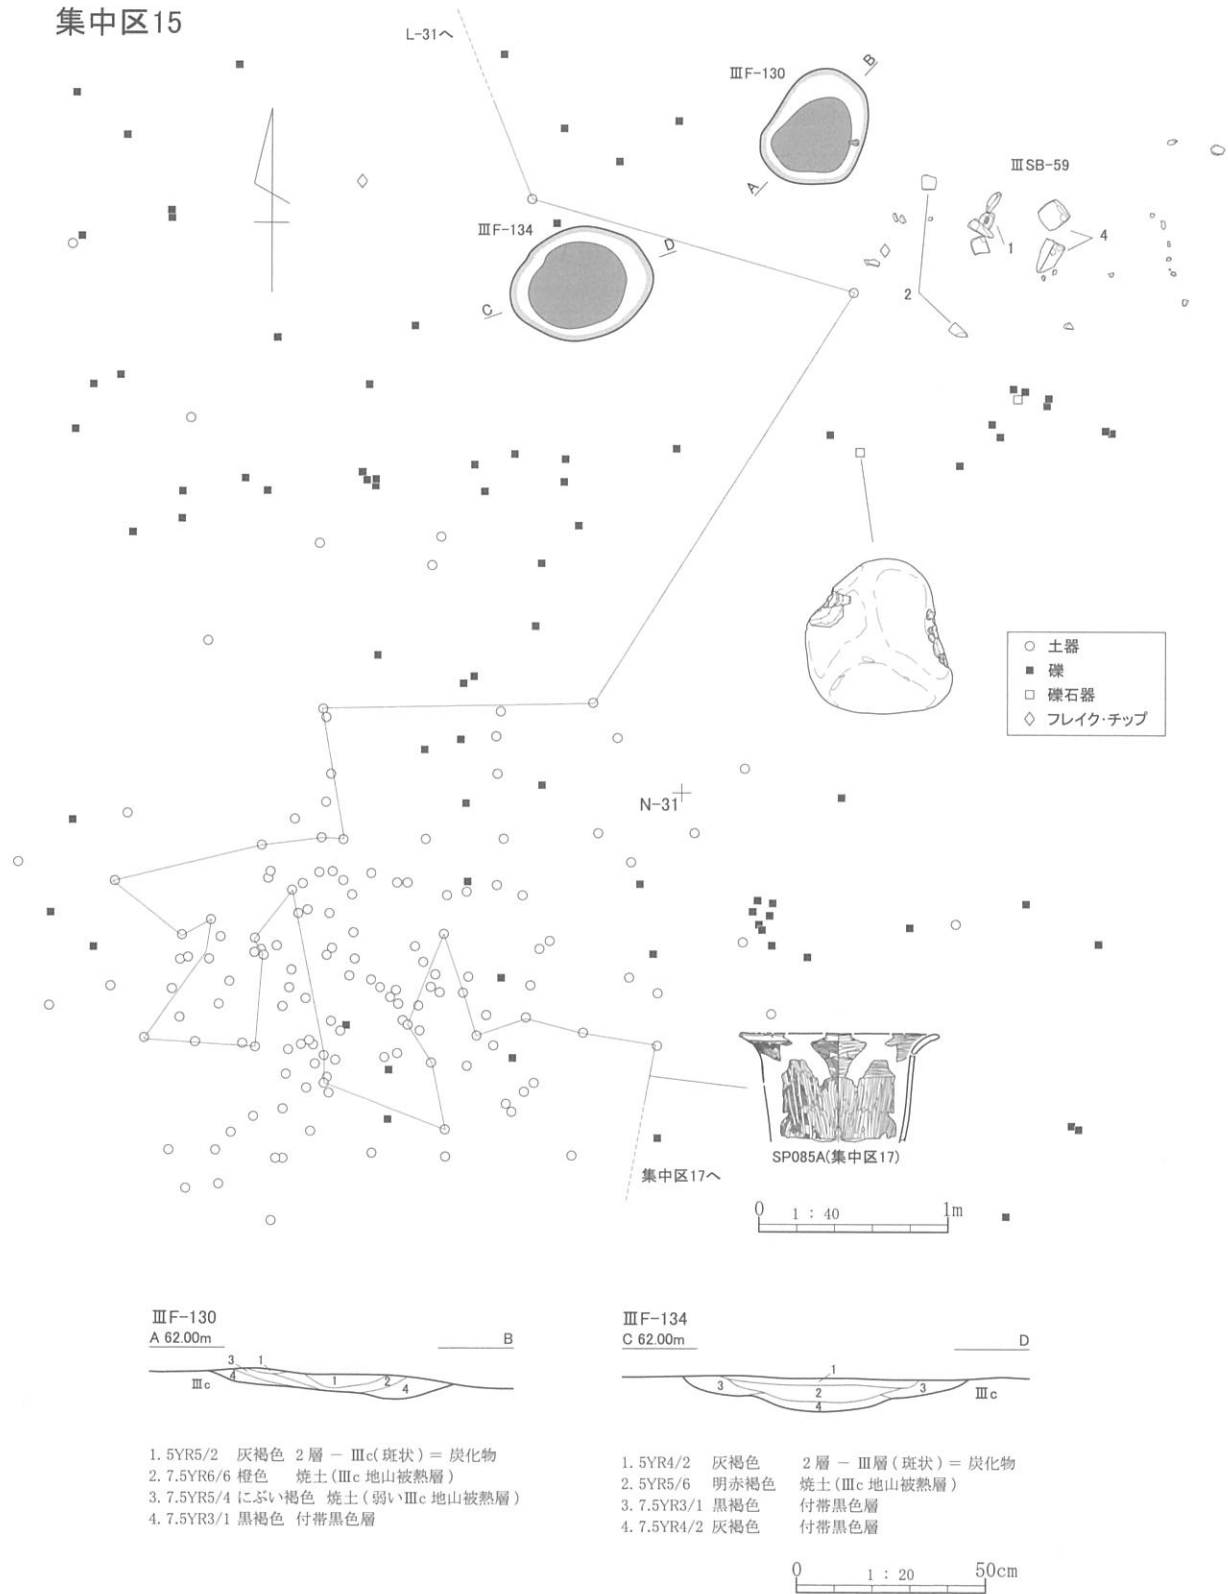 集中区15
L-31へ
ⅢF-130
B
A
ⅢSB-59
ⅢF-134
D
C
1
4
2
○ 土器
■ 礫
□ 礫石器
◇ フレイク・チップ
N-31
SP085A(集中区17)
集中区17へ
0 1 : 40 1m
ⅢF-130
A 62.00m B
3 1
4 1 2 4
Ⅲc
1. 5YR5/2 灰褐色 2層 － Ⅲc(斑状) = 炭化物
2. 7.5YR6/6 橙色 焼土(Ⅲc 地山被熱層)
3. 7.5YR5/4 にぶい褐色 焼土(弱いⅢc 地山被熱層)
4. 7.5YR3/1 黒褐色 付帯黒色層
ⅢF-134
C 62.00m D
1
3 2 3
4 Ⅲc
1. 5YR4/2 灰褐色 2層 － Ⅲ層(斑状) = 炭化物
2. 5YR5/6 明赤褐色 焼土(Ⅲc 地山被熱層)
3. 7.5YR3/1 黒褐色 付帯黒色層
4. 7.5YR4/2 灰褐色 付帯黒色層
0 1 : 20 50cm